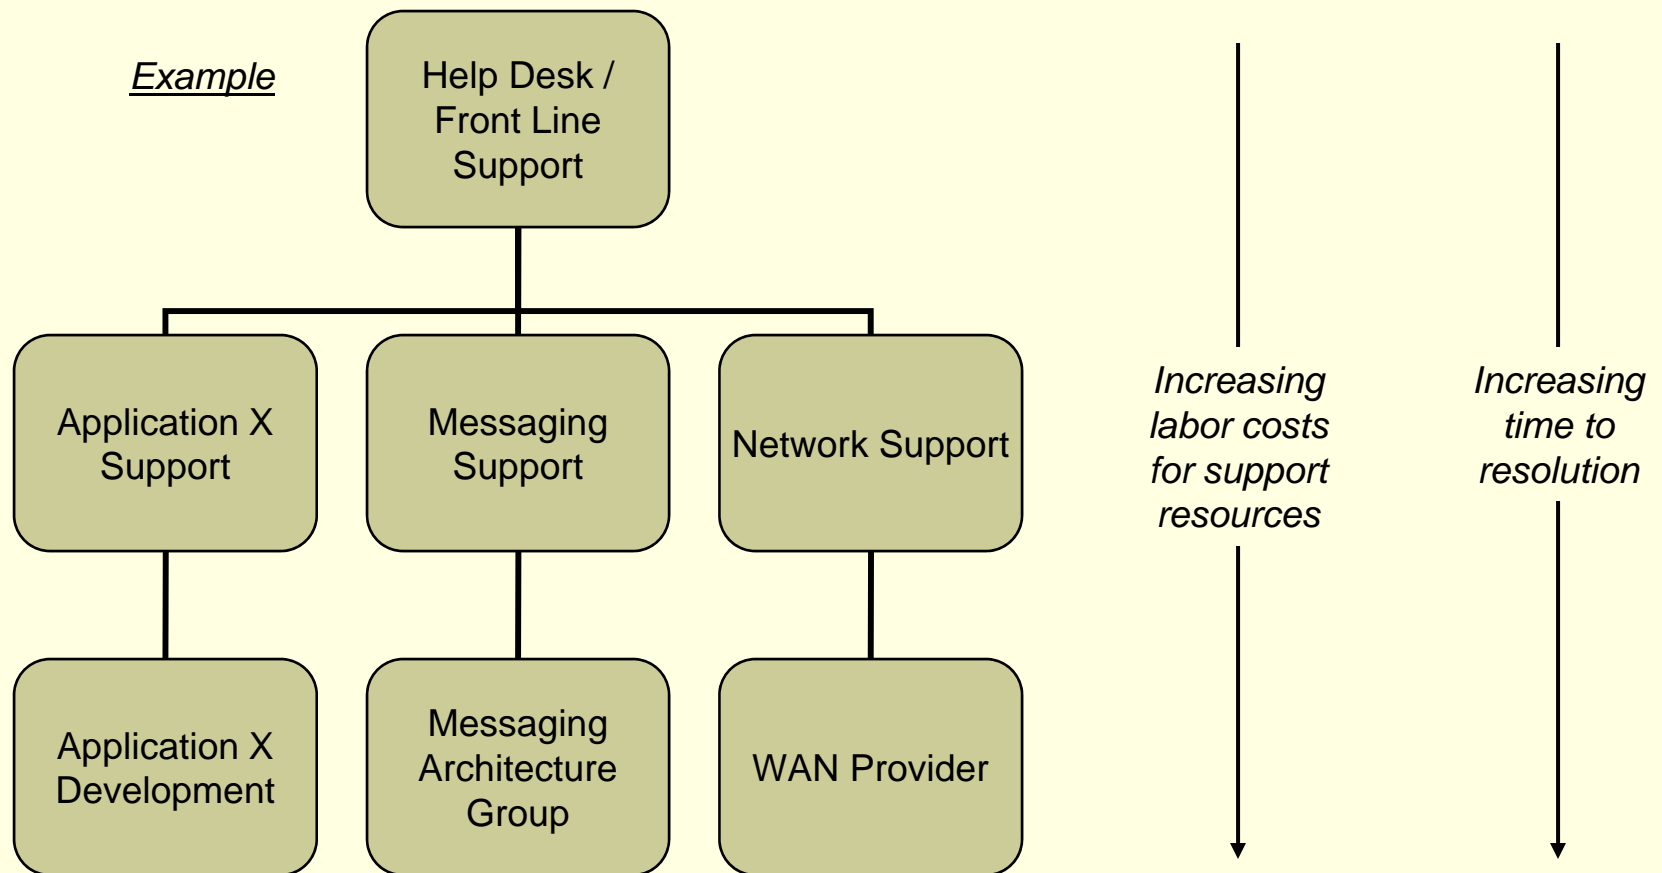 Example
Help Desk /
Front Line
Support
Application X
Support
Messaging
Support
Network Support
Increasing
labor costs
for support
resources
Increasing
time to
resolution
Application X
Development
Messaging
Architecture
Group
WAN Provider